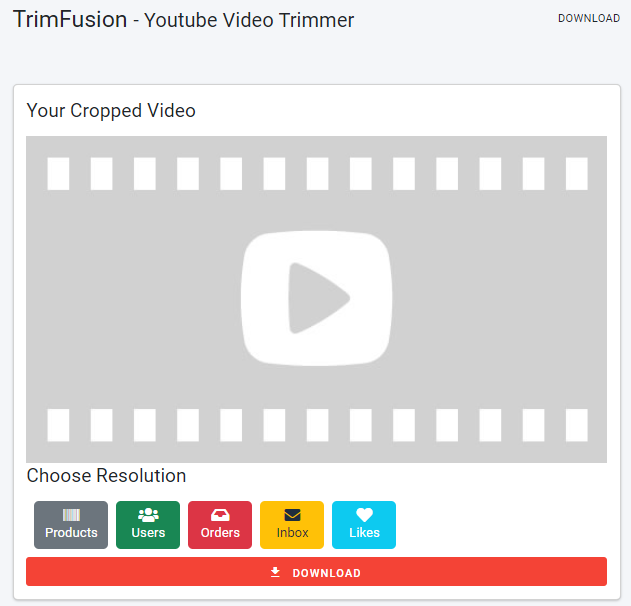 TrimFusion - Youtube Video Trimmer
DOWNLOAD
Your Cropped Video
Choose Resolution
Products Users Orders Inbox Likes
DOWNLOAD